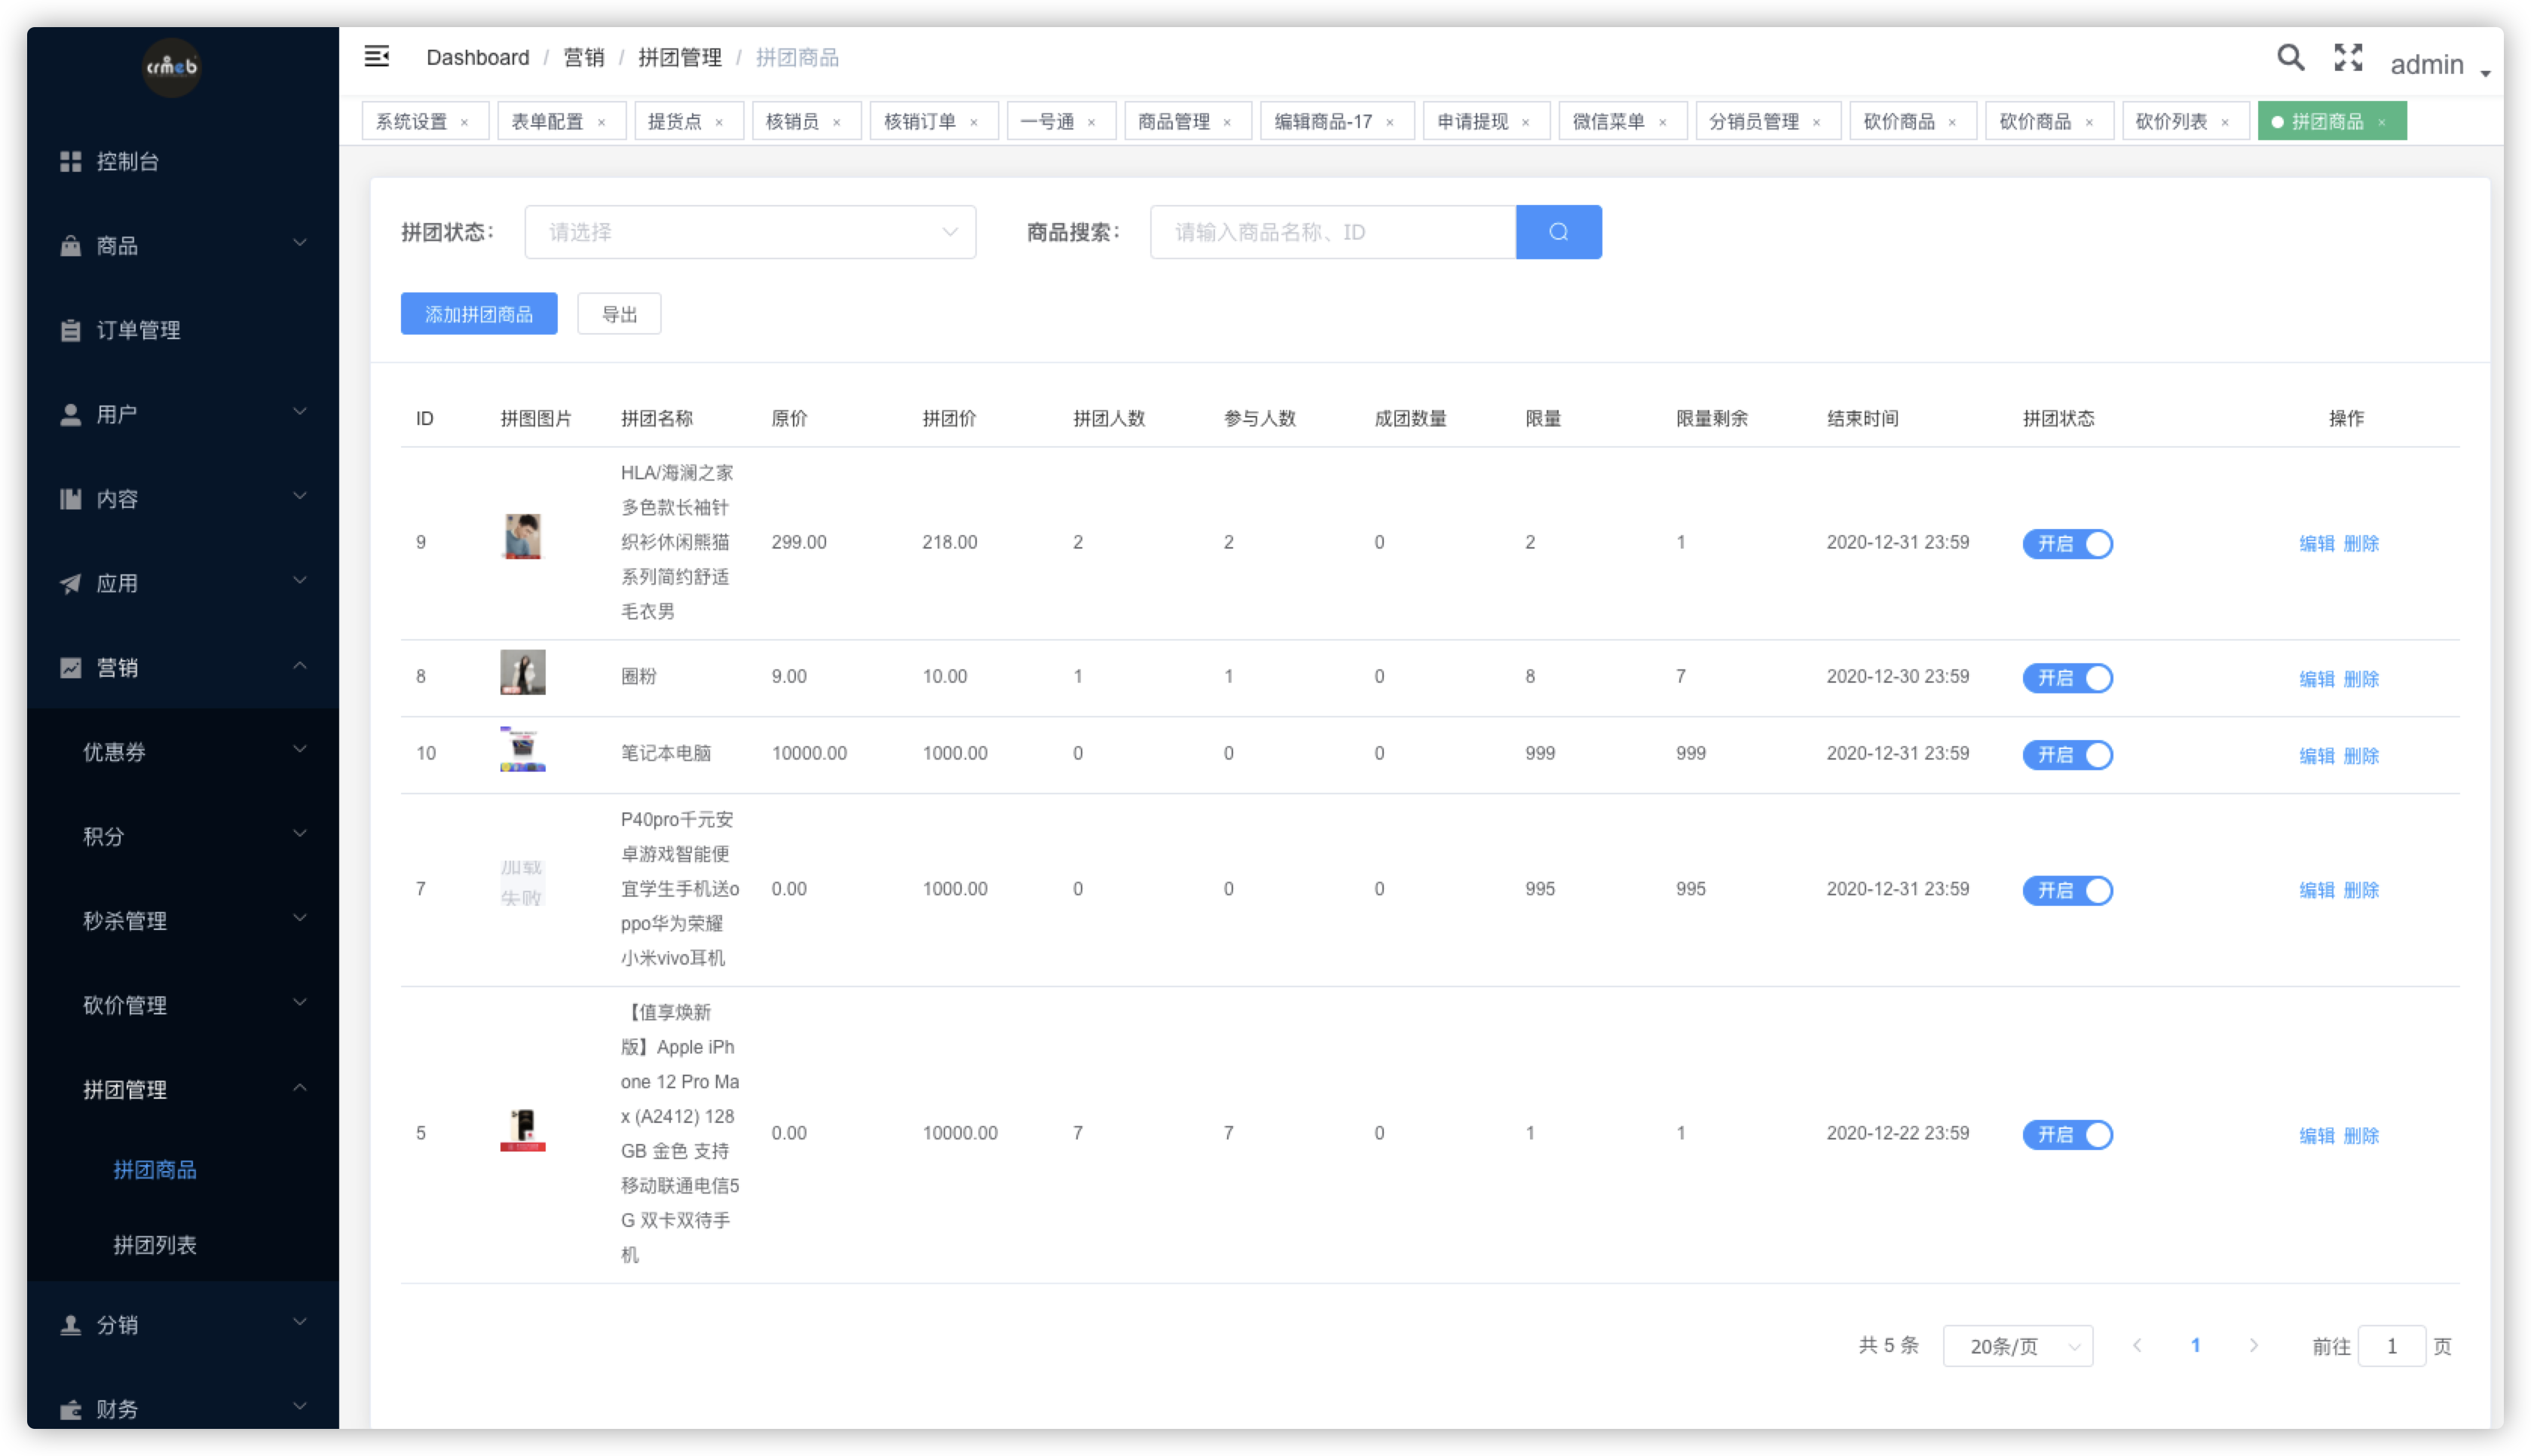 crmeb
Dashboard / 营销 / 拼团管理 / 拼团商品
admin
系统设置 × 表单配置 × 提货点 × 核销员 × 核销订单 × 一号通 × 商品管理 × 编辑商品-17 × 申请提现 × 微信菜单 × 分销员管理 × 砍价商品 × 砍价商品 × 砍价列表 × 拼团商品 ×
控制台
商品
订单管理
用户
内容
应用
营销
优惠券
积分
秒杀管理
砍价管理
拼团管理
拼团商品
拼团列表
分销
财务
拼团状态： 请选择 商品搜索： 请输入商品名称、ID
添加拼团商品 导出
ID 拼图图片 拼团名称 原价 拼团价 拼团人数 参与人数 成团数量 限量 限量剩余 结束时间 拼团状态 操作
HLA/海澜之家
多色款长袖针
9 织衫休闲熊猫 299.00 218.00 2 2 0 2 1 2020-12-31 23:59 开启 编辑 删除
系列简约舒适
毛衣男
8 圈粉 9.00 10.00 1 1 0 8 7 2020-12-30 23:59 开启 编辑 删除
10 笔记本电脑 10000.00 1000.00 0 0 0 999 999 2020-12-31 23:59 开启 编辑 删除
P40pro千元安
加载 卓游戏智能便
7 宜学生手机送o 0.00 1000.00 0 0 0 995 995 2020-12-31 23:59 开启 编辑 删除
失败 ppo华为荣耀
小米vivo耳机
【值享焕新
版】Apple iPh
one 12 Pro Ma
x (A2412) 128
5 0.00 10000.00 7 7 0 1 1 2020-12-22 23:59 开启 编辑 删除
GB 金色 支持
移动联通电信5
G 双卡双待手
机
共 5 条 20条/页 1 前往 1 页